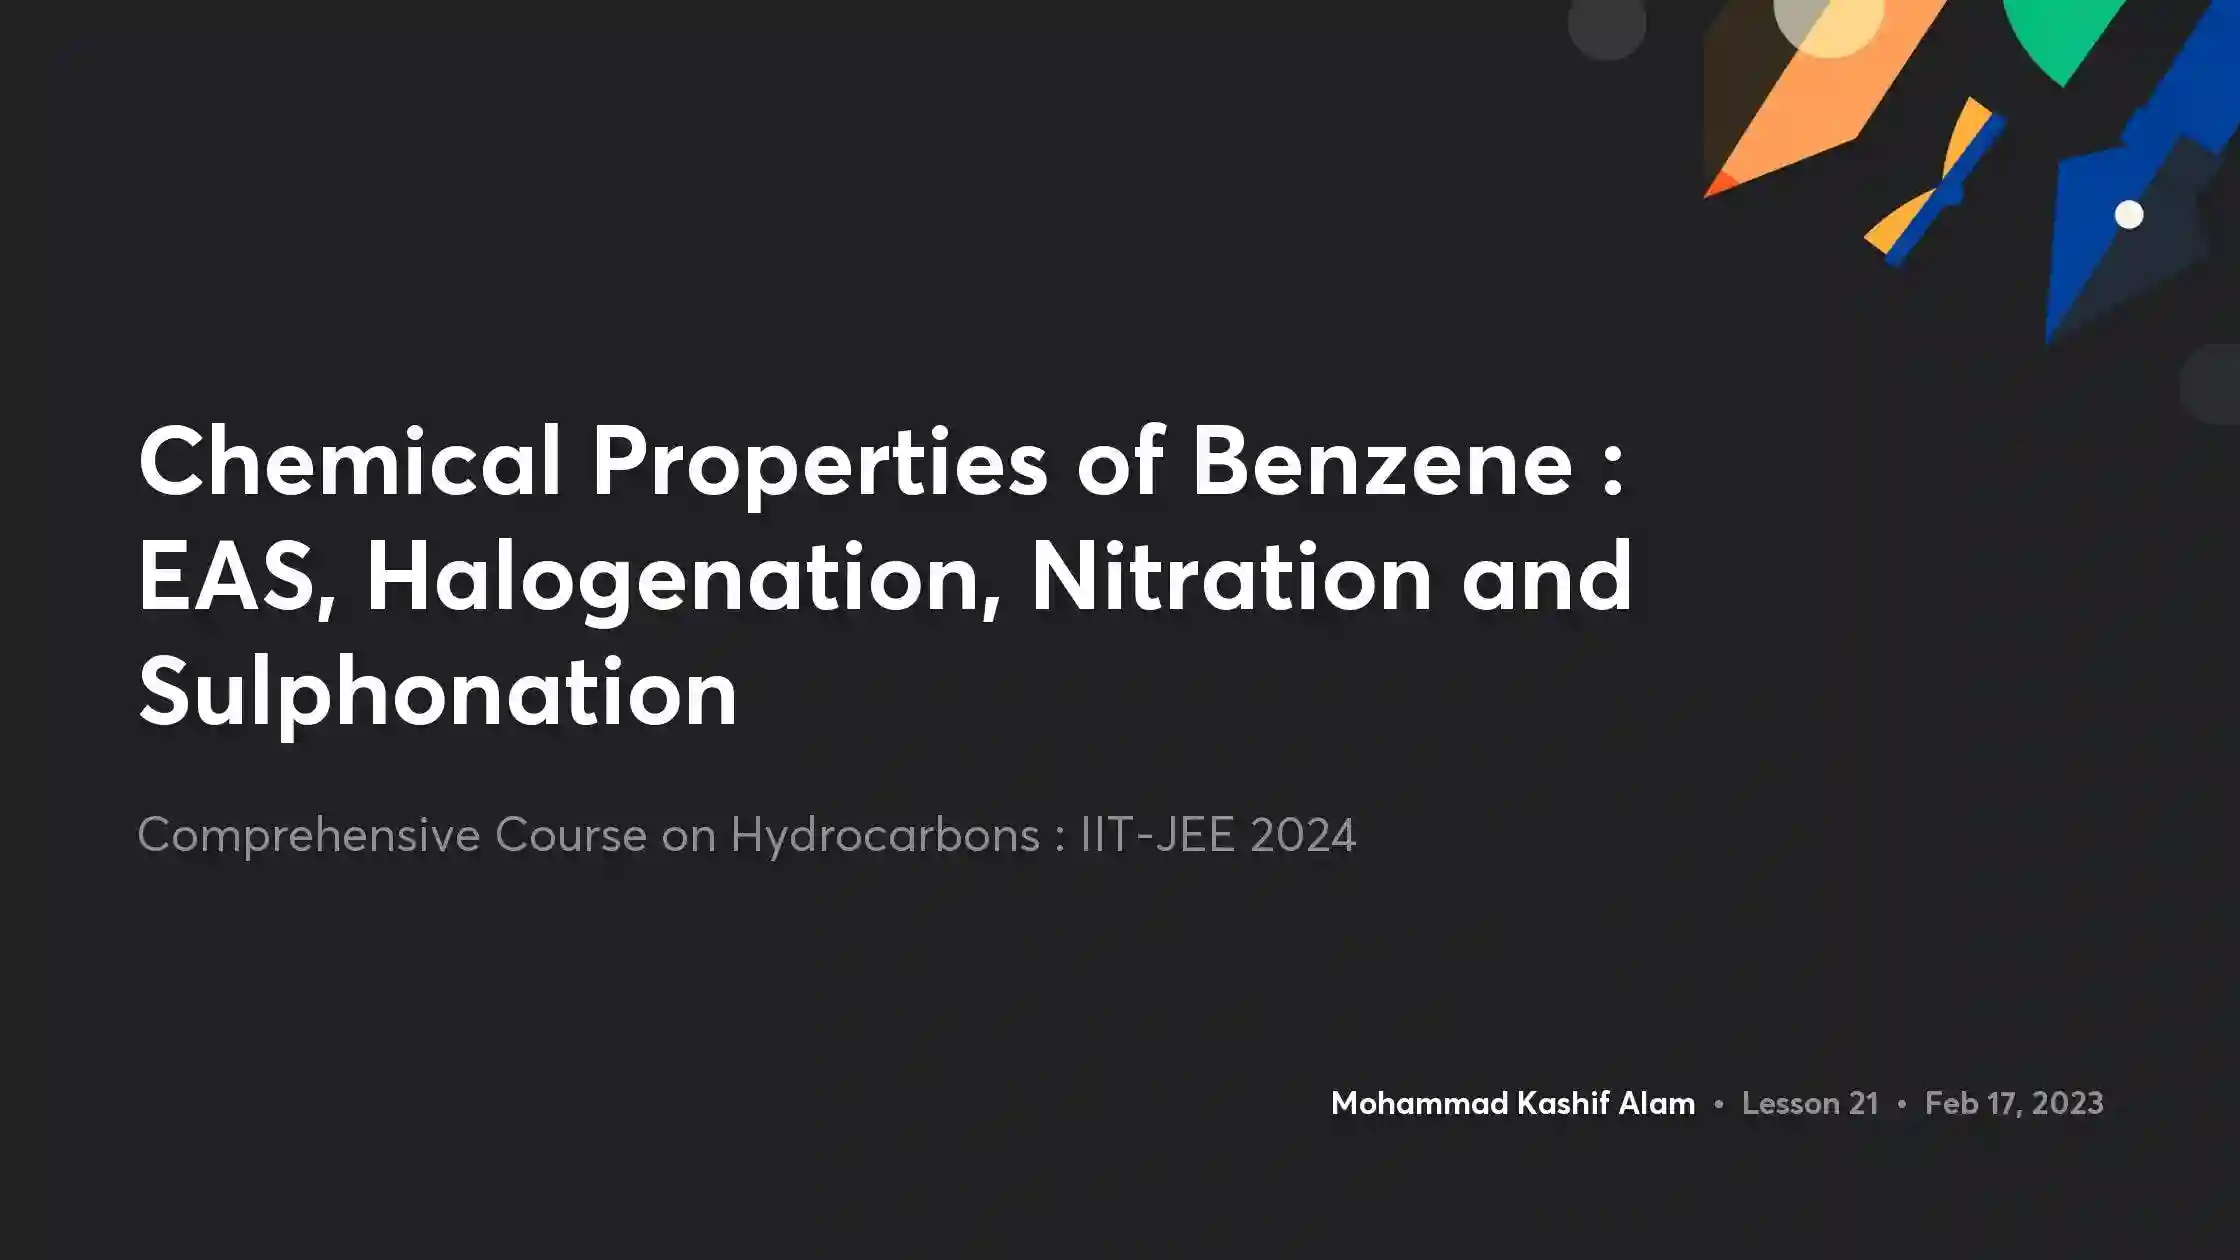 Chemical Properties of Benzene :
EAS, Halogenation, Nitration and
Sulphonation
Comprehensive Course on Hydrocarbons : IIT-JEE 2024
Mohammad Kashif Alam • Lesson 21 • Feb 17, 2023